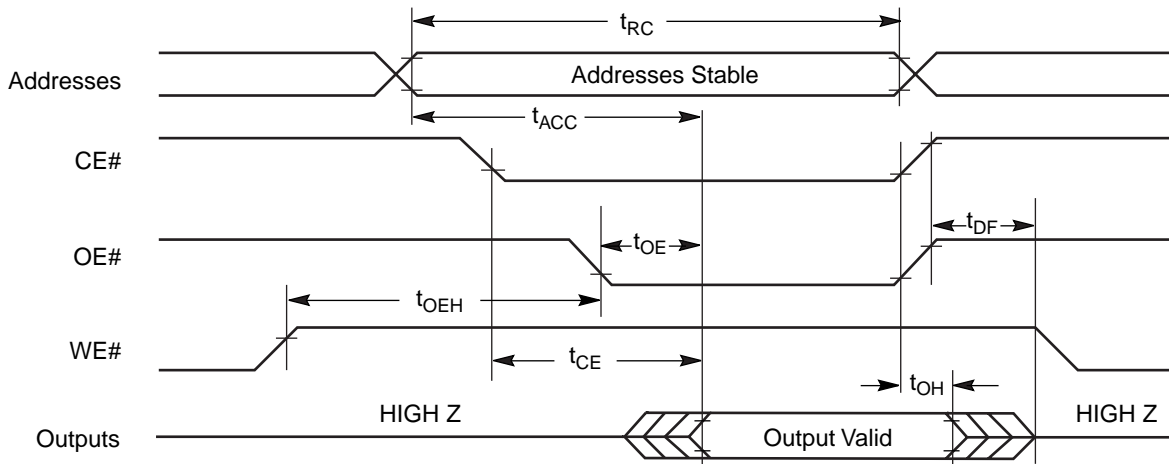 tRC
Addresses
Addresses Stable
tACC
CE#
tDF
OE#
tOE
tOEH
WE#
tCE
tOH
HIGH Z
HIGH Z
Outputs
Output Valid